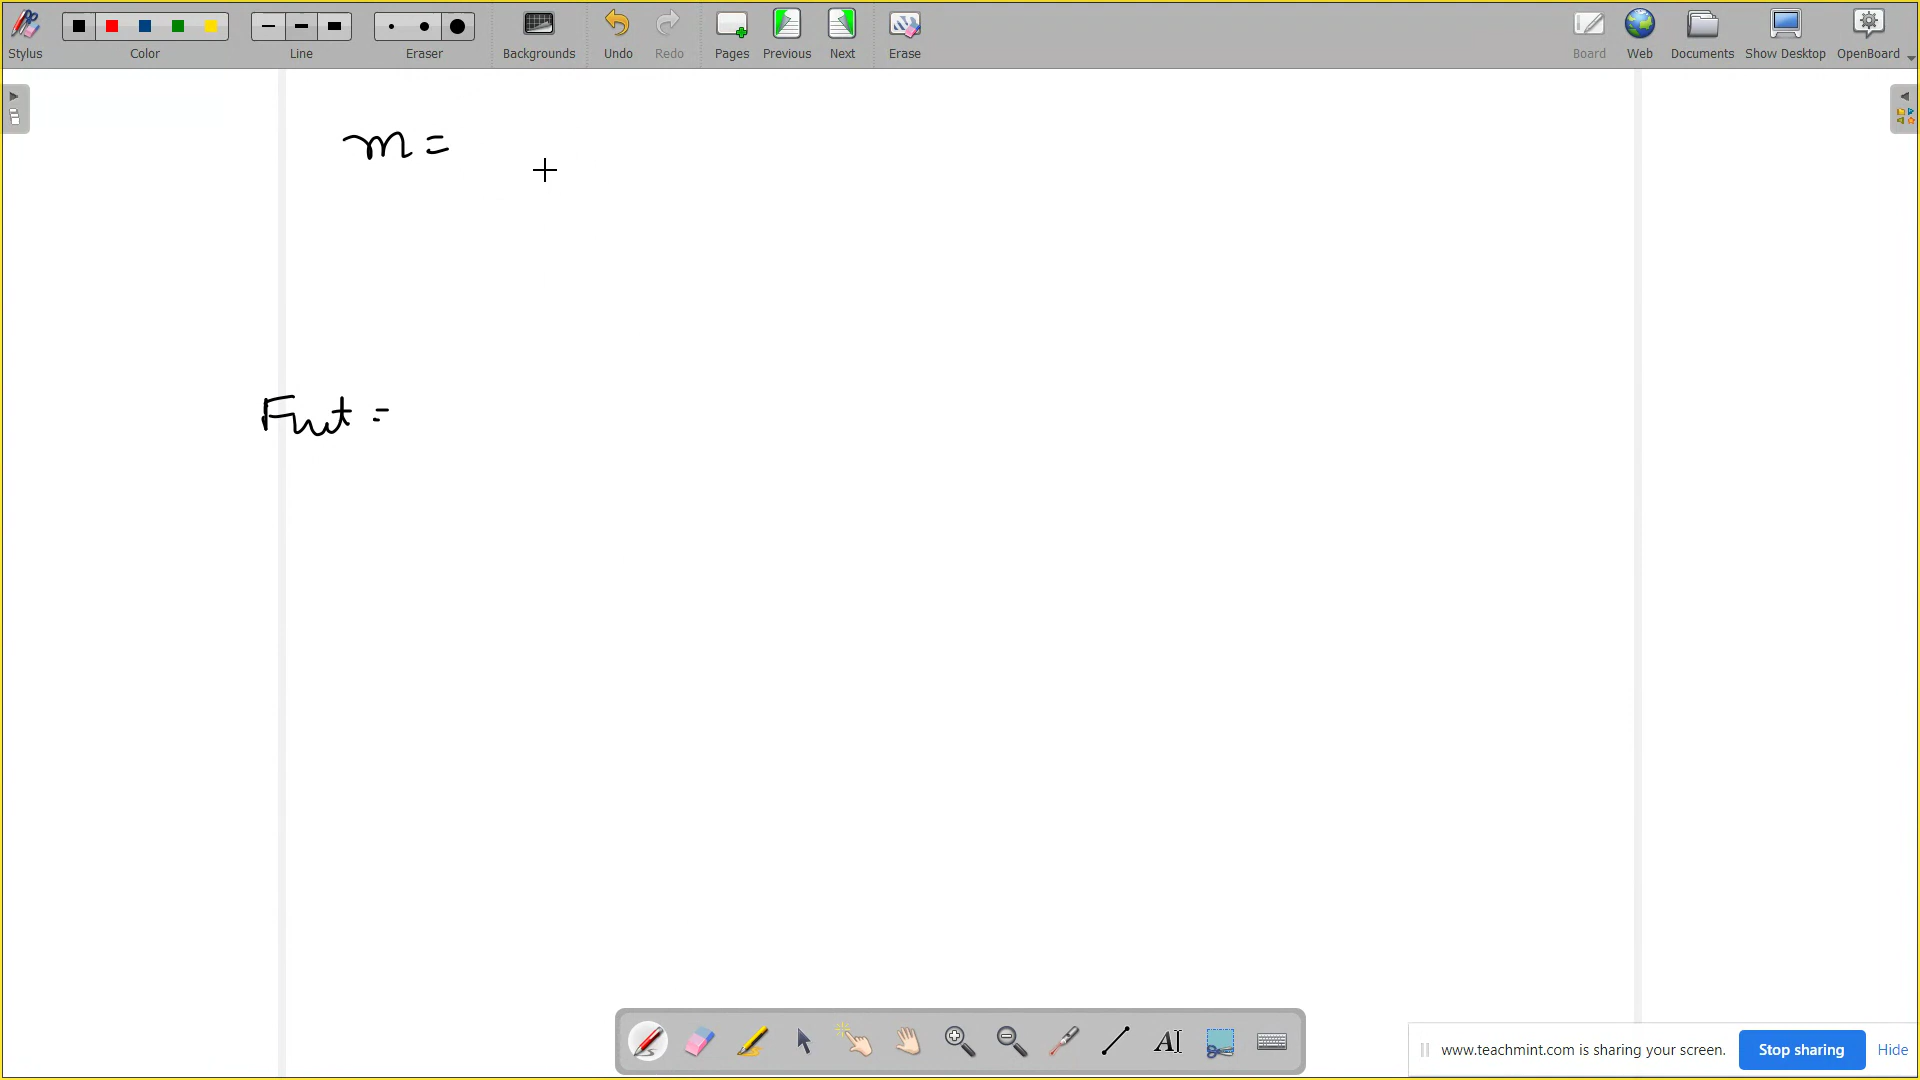 Stylus Color Line Eraser Backgrounds Undo Redo Pages Previous Next Erase Board Web Documents Show Desktop OpenBoard
m =
Fnet =
www.teachmint.com is sharing your screen. Stop sharing Hide